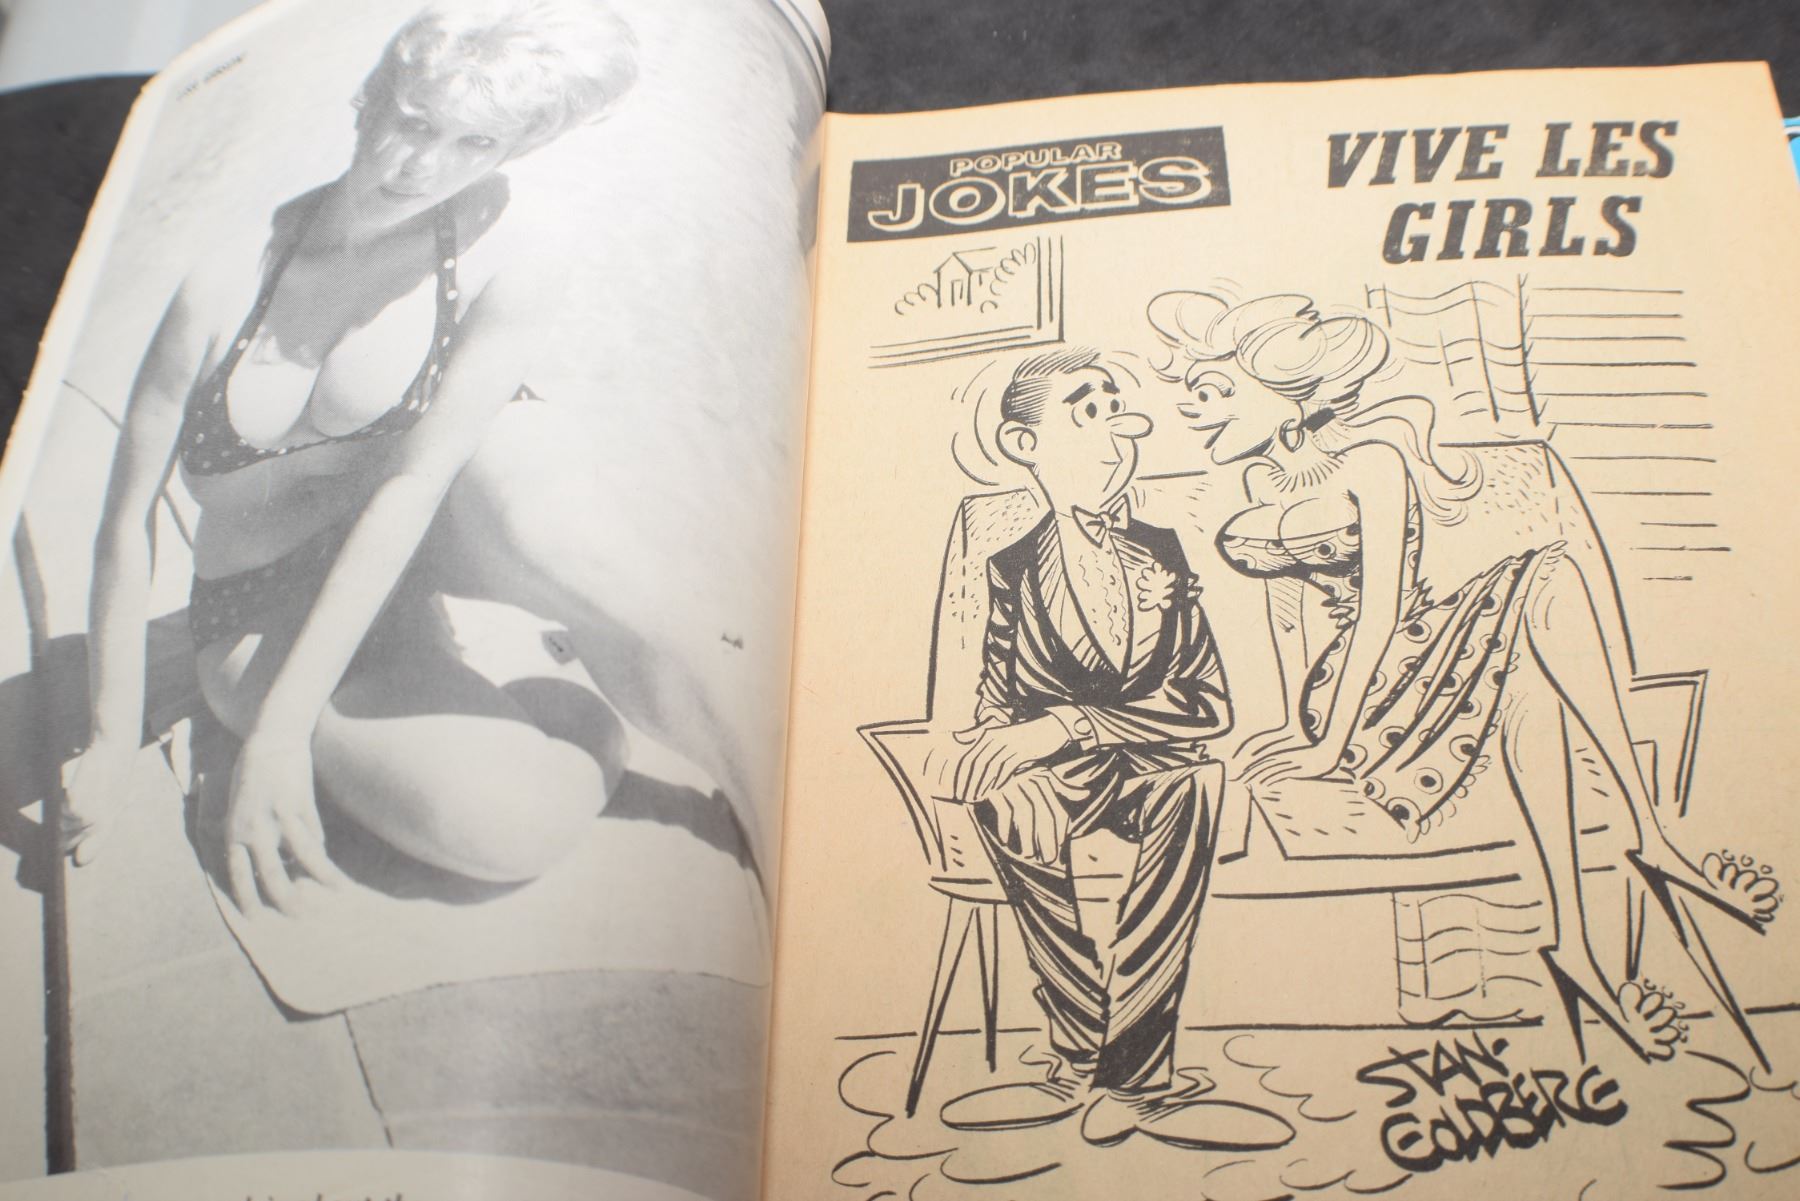 POPULAR
JOKES
VIVE LES
GIRLS
STAN.
GOLDBERG